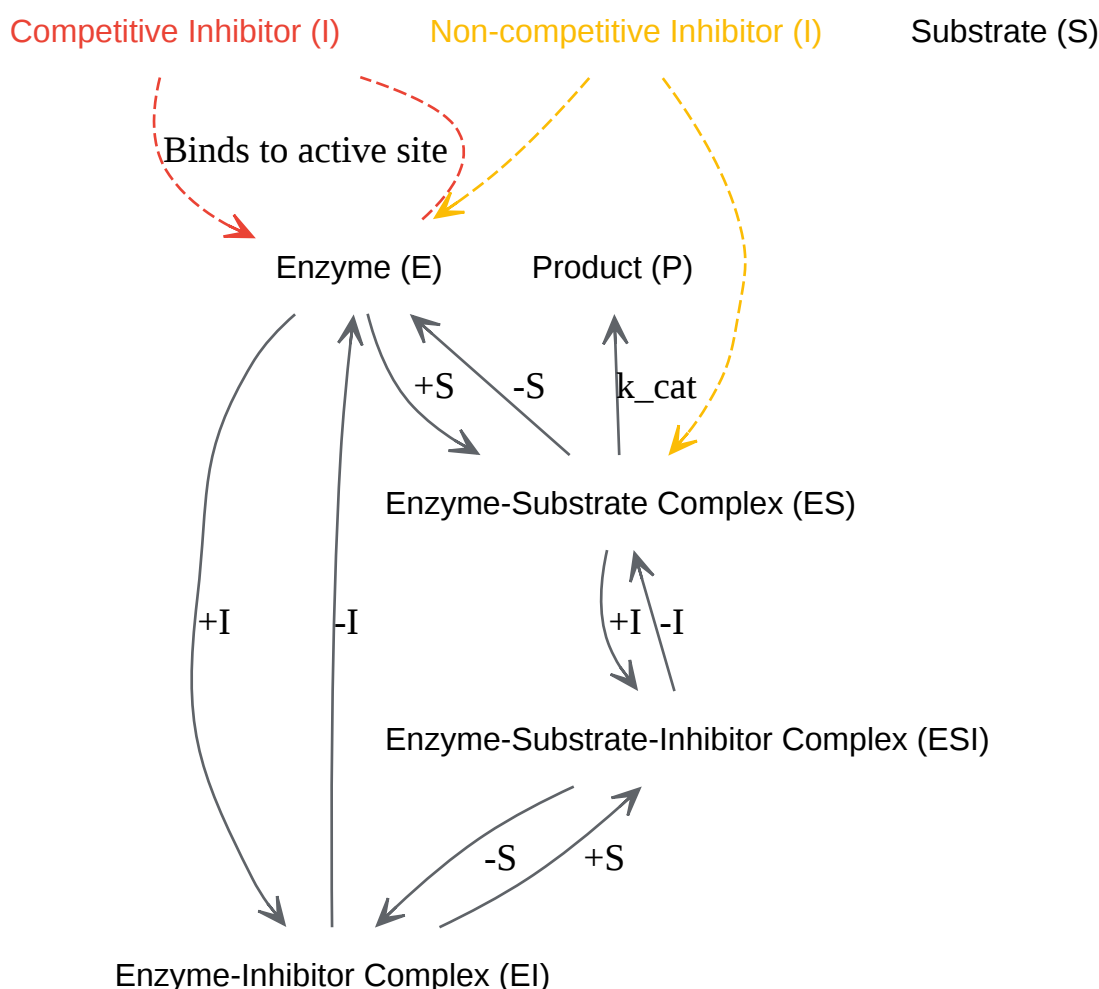 Competitive Inhibitor (I)
Non-competitive Inhibitor (I)
Substrate (S)
Binds to active site
Enzyme (E)
Product (P)
+S
-S
k_cat
Enzyme-Substrate Complex (ES)
+I
-I
+I
-I
Enzyme-Substrate-Inhibitor Complex (ESI)
-S
+S
Enzyme-Inhibitor Complex (EI)